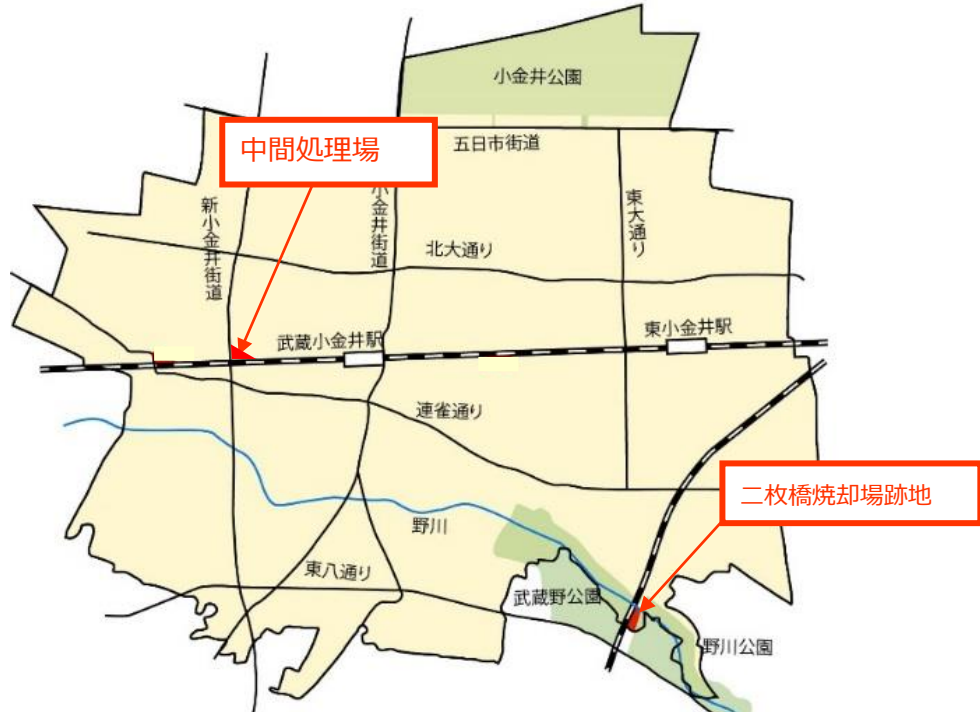 小金井公園
中間処理場
五日市街道
新小金井街道
小金井街道
東大通り
北大通り
武蔵小金井駅
東小金井駅
連雀通り
二枚橋焼却場跡地
野川
東八通り
武蔵野公園
野川公園